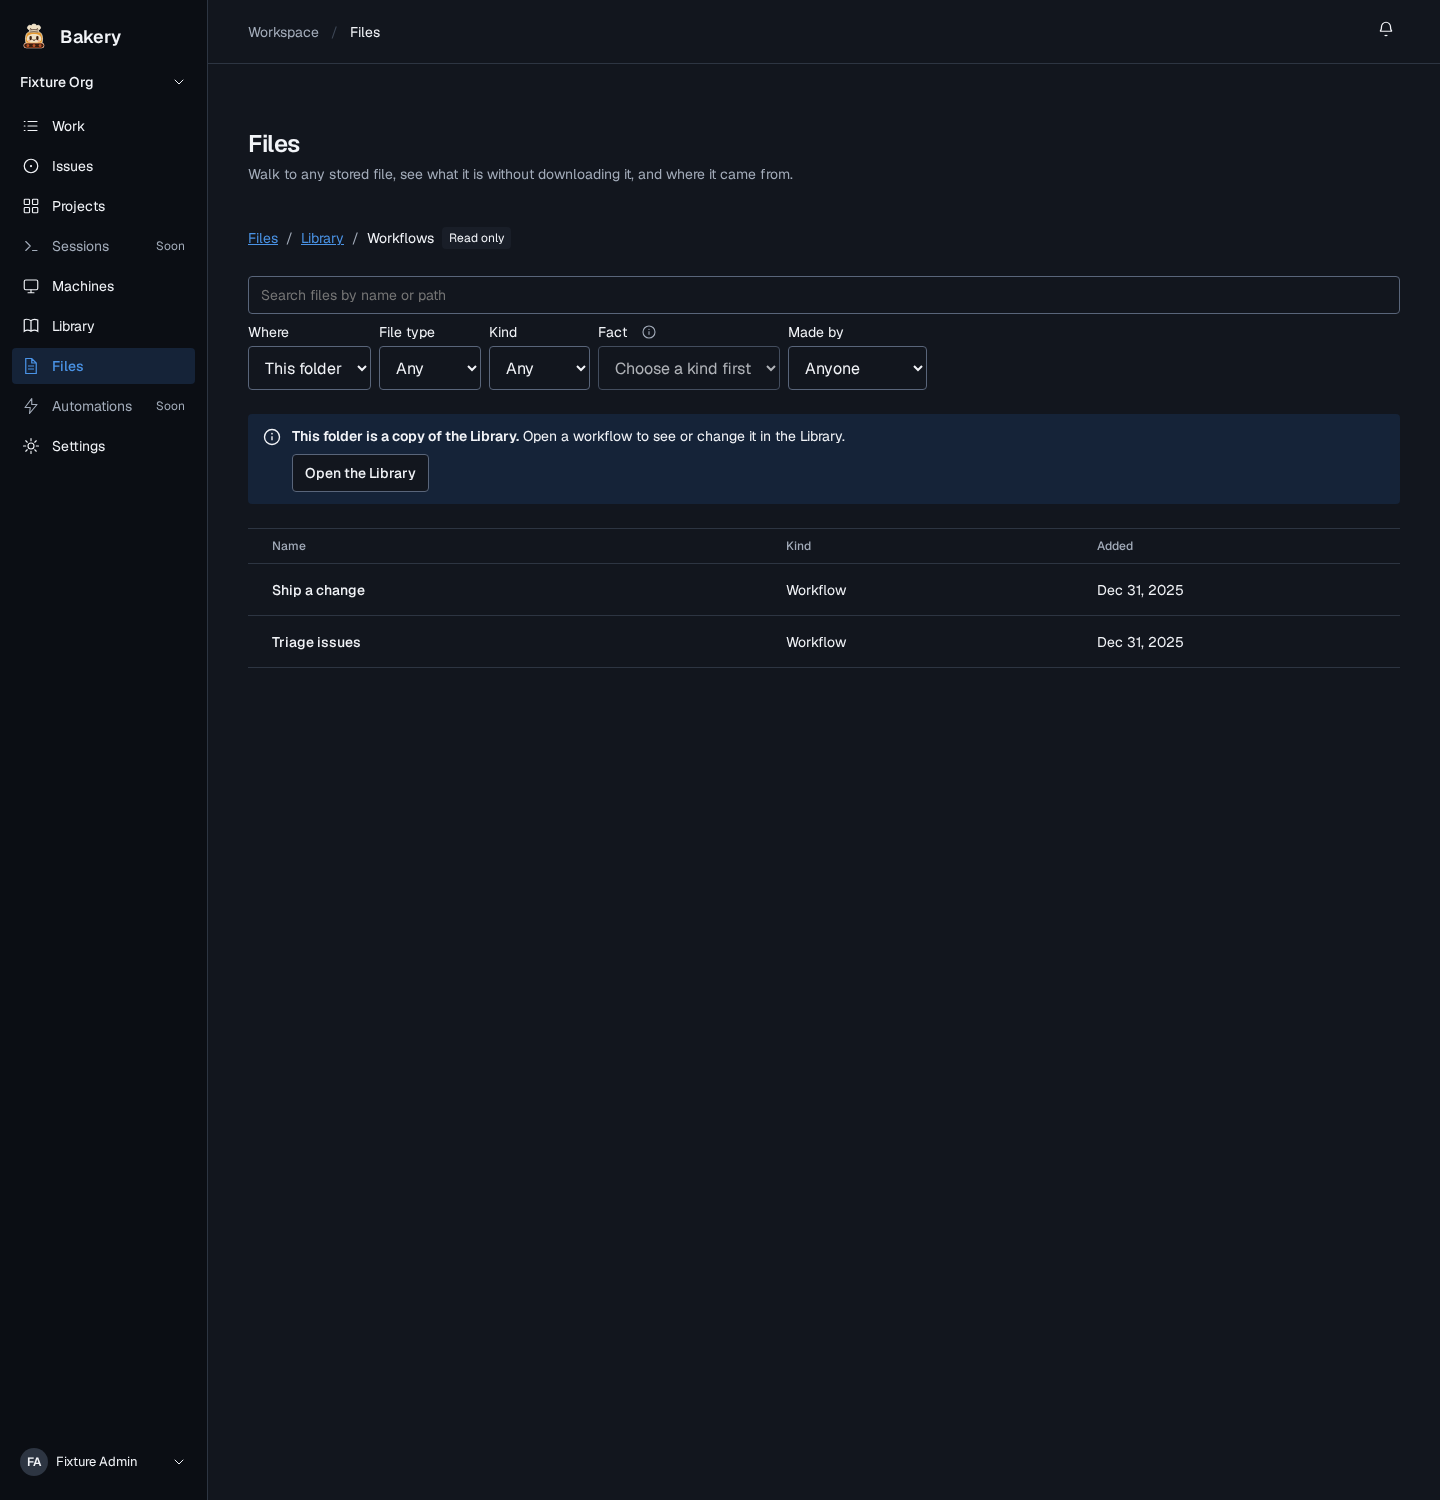 Bakery
Fixture Org
Work
Issues
Projects
Sessions Soon
Machines
Library
Files
Automations Soon
Settings
FA Fixture Admin
Workspace / Files
Files
Walk to any stored file, see what it is without downloading it, and where it came from.
Files / Library / Workflows Read only
Search files by name or path
Where File type Kind Fact Made by
This folder Any Any Choose a kind first Anyone
This folder is a copy of the Library. Open a workflow to see or change it in the Library.
Open the Library
Name Kind Added
Ship a change Workflow Dec 31, 2025
Triage issues Workflow Dec 31, 2025